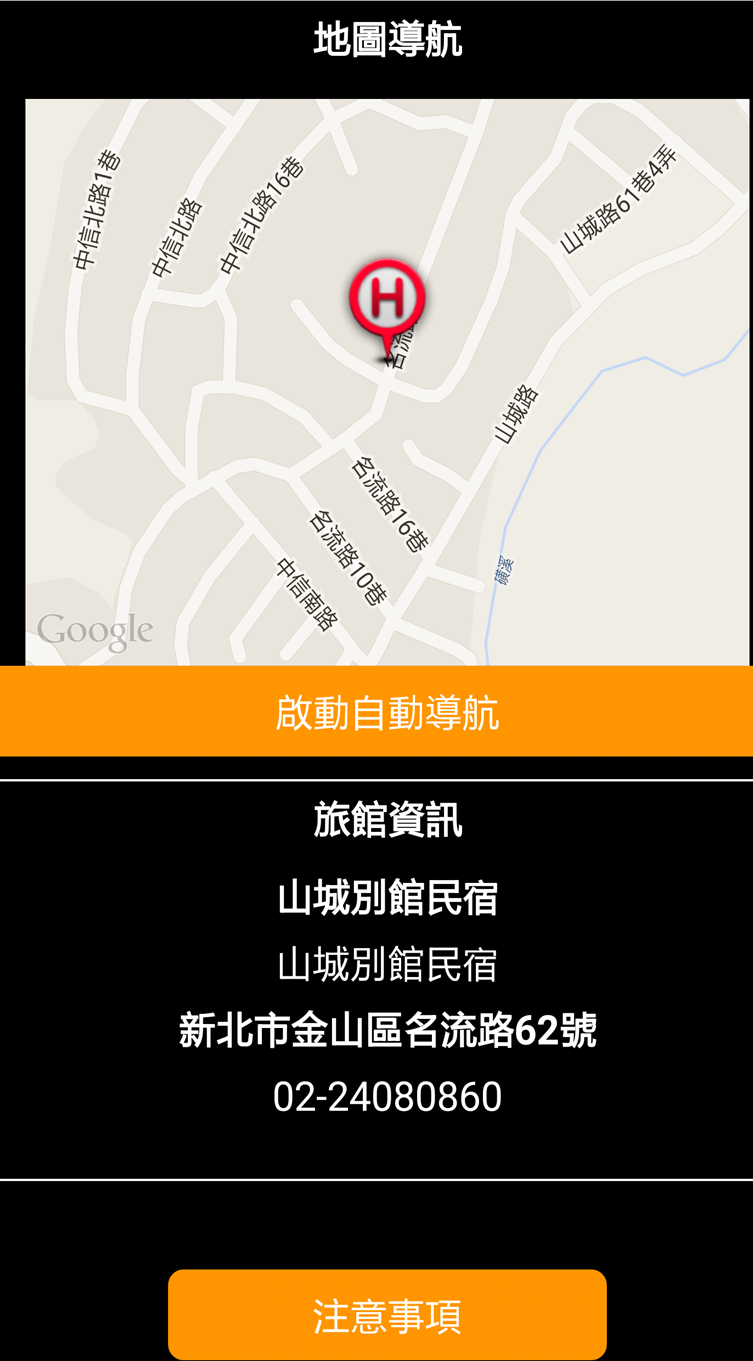 地圖導航
中信北路1巷
中信北路
中信北路16巷
山城路61巷4弄
名流
山城路
名流路16巷
名流路10巷
中信南路
磺溪
Google
啟動自動導航
旅館資訊
山城別館民宿
山城別館民宿
新北市金山區名流路62號
02-24080860
注意事項